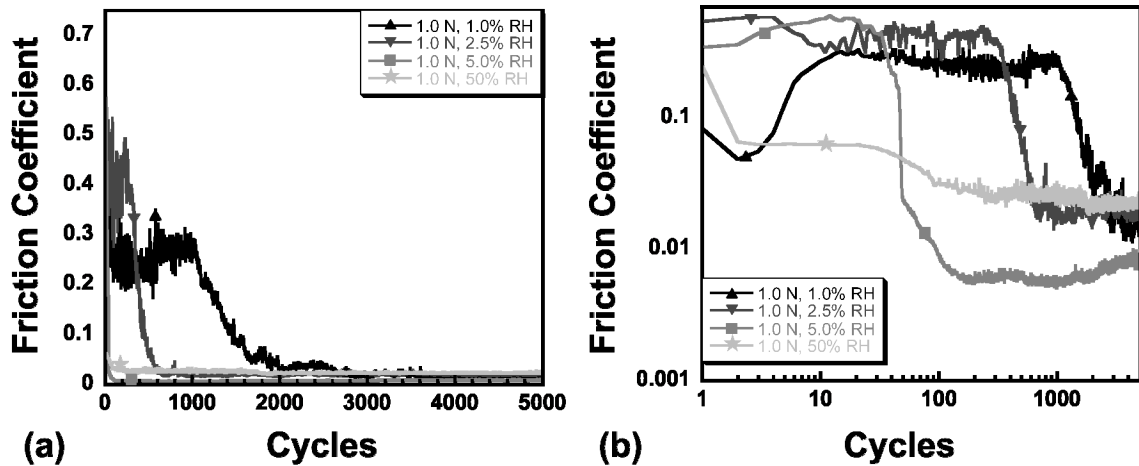 0.7
0.6
0.5
0.4
0.3
0.2
0.1
0
Friction Coefficient
1.0 N, 1.0% RH
1.0 N, 2.5% RH
1.0 N, 5.0% RH
1.0 N, 50% RH
0 1000 2000 3000 4000 5000
(a) Cycles
0.1
0.01
0.001
Friction Coefficient
1.0 N, 1.0% RH
1.0 N, 2.5% RH
1.0 N, 5.0% RH
1.0 N, 50% RH
1 10 100 1000
(b) Cycles